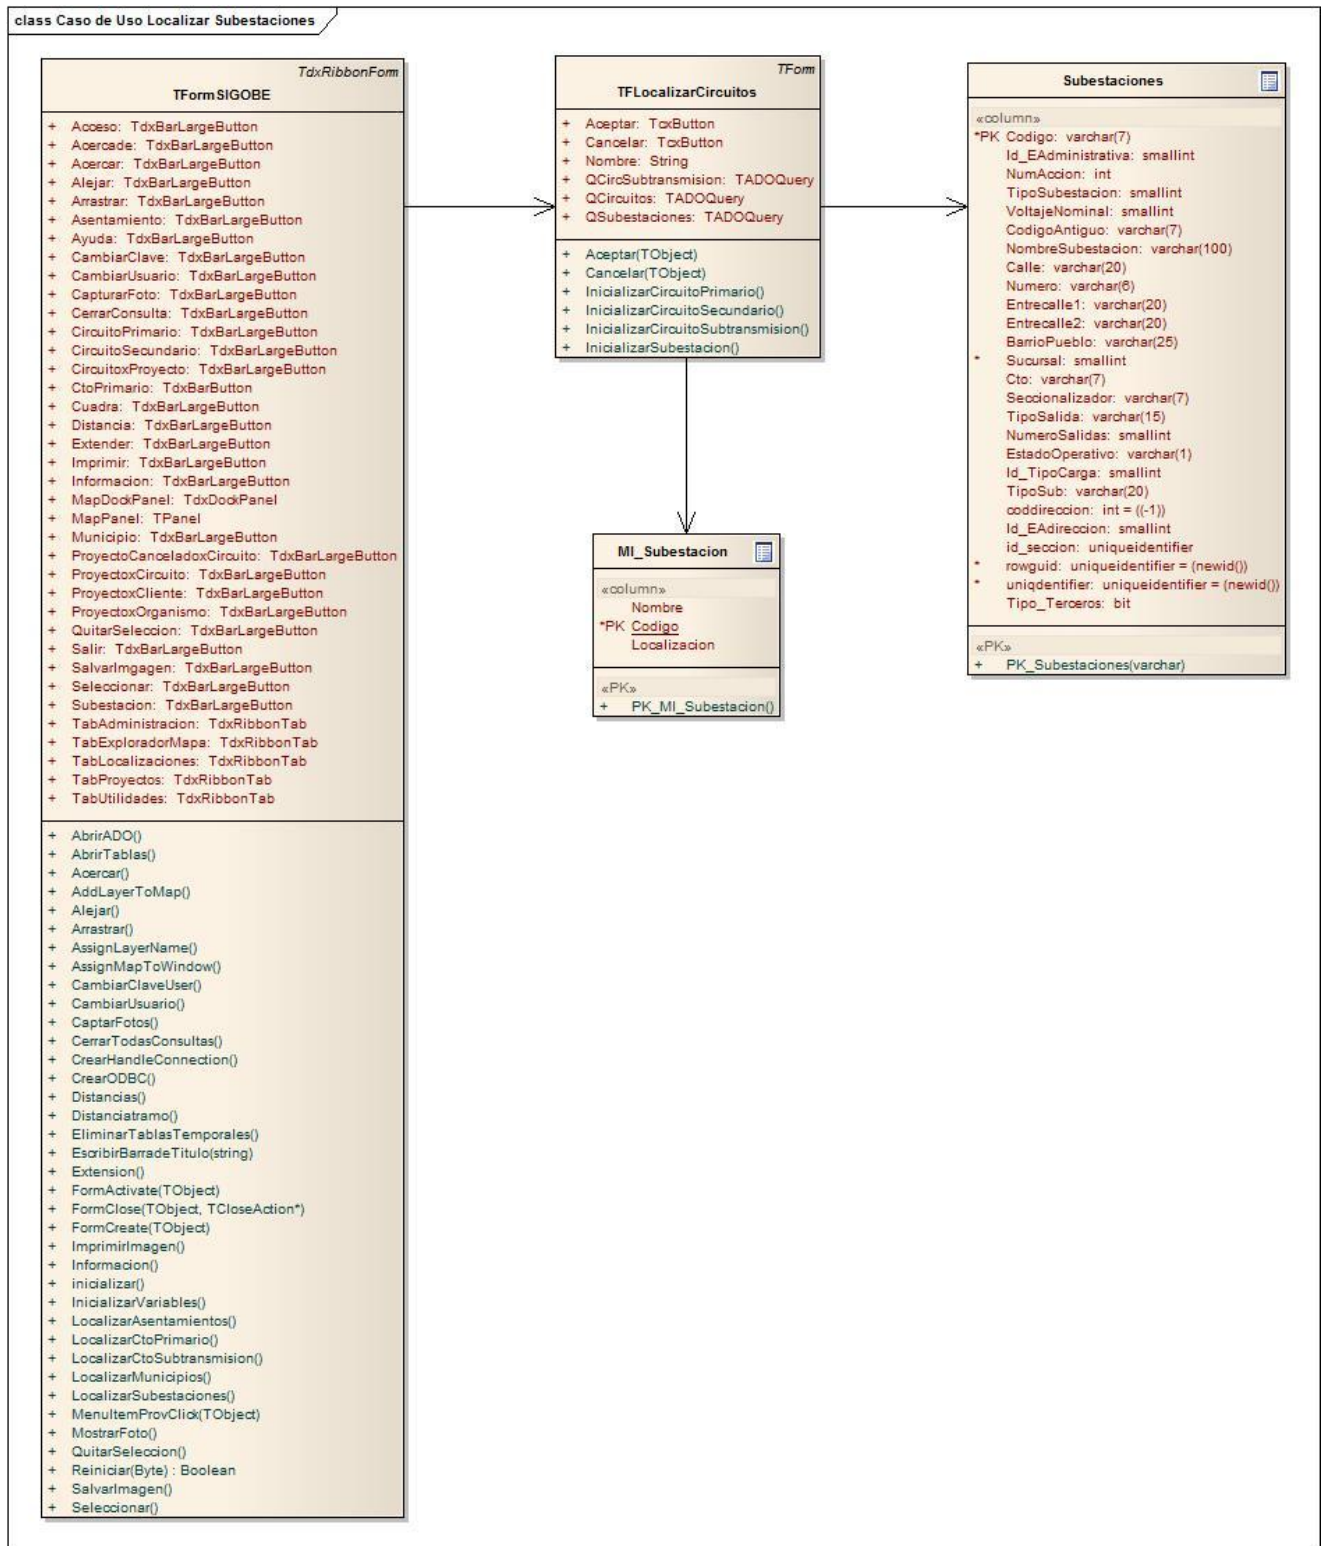 class Caso de Uso Localizar Subestaciones
TdxRibbonForm
TFormSIGOBE
+ Acceso: TdxBarLargeButton
+ Acercade: TdxBarLargeButton
+ Acercar: TdxBarLargeButton
+ Alejar: TdxBarLargeButton
+ Arrastrar: TdxBarLargeButton
+ Asentamiento: TdxBarLargeButton
+ Ayuda: TdxBarLargeButton
+ CambiarClave: TdxBarLargeButton
+ CambiarUsuario: TdxBarLargeButton
+ CapturarFoto: TdxBarLargeButton
+ CerrarConsulta: TdxBarLargeButton
+ CircuitoPrimario: TdxBarLargeButton
+ CircuitoSecundario: TdxBarLargeButton
+ CircuitoxProyecto: TdxBarLargeButton
+ CtoPrimario: TdxBarButton
+ Cuadra: TdxBarLargeButton
+ Distancia: TdxBarLargeButton
+ Extender: TdxBarLargeButton
+ Imprimir: TdxBarLargeButton
+ Informacion: TdxBarLargeButton
+ MapDockPanel: TdxDockPanel
+ MapPanel: TPanel
+ Municipio: TdxBarLargeButton
+ ProyectoCanceladoxCircuito: TdxBarLargeButton
+ ProyectoxCircuito: TdxBarLargeButton
+ ProyectoxCliente: TdxBarLargeButton
+ ProyectoxOrganismo: TdxBarLargeButton
+ QuitarSeleccion: TdxBarLargeButton
+ Salir: TdxBarLargeButton
+ SalvarImgagen: TdxBarLargeButton
+ Seleccionar: TdxBarLargeButton
+ Subestacion: TdxBarLargeButton
+ TabAdministracion: TdxRibbonTab
+ TabExploradorMapa: TdxRibbonTab
+ TabLocalizaciones: TdxRibbonTab
+ TabProyectos: TdxRibbonTab
+ TabUtilidades: TdxRibbonTab
+ AbrirADO()
+ AbrirTablas()
+ Acercar()
+ AddLayerToMap()
+ Alejar()
+ Arrastrar()
+ AssignLayerName()
+ AssignMapToWindow()
+ CambiarClaveUser()
+ CambiarUsuario()
+ CaptarFotos()
+ CerrarTodasConsultas()
+ CrearHandleConnection()
+ CrearODBC()
+ Distancias()
+ Distanciatramo()
+ EliminarTablasTemporales()
+ EscribirBarradeTitulo(string)
+ Extension()
+ FormActivate(TObject)
+ FormClose(TObject, TCloseAction*)
+ FormCreate(TObject)
+ ImprimirImagen()
+ Informacion()
+ inicializar()
+ InicializarVariables()
+ LocalizarAsentamientos()
+ LocalizarCtoPrimario()
+ LocalizarCtoSubtransmision()
+ LocalizarMunicipios()
+ LocalizarSubestaciones()
+ MenuItemProvClick(TObject)
+ MostrarFoto()
+ QuitarSeleccion()
+ Reiniciar(Byte) : Boolean
+ SalvarImagen()
+ Seleccionar()
TForm
TFLocalizarCircuitos
+ Aceptar: TcxButton
+ Cancelar: TcxButton
+ Nombre: String
+ QCircSubtransmision: TADOQuery
+ QCircuitos: TADOQuery
+ QSubestaciones: TADOQuery
+ Aceptar(TObject)
+ Cancelar(TObject)
+ InicializarCircuitoPrimario()
+ InicializarCircuitoSecundario()
+ InicializarCircuitoSubtransmision()
+ InicializarSubestacion()
MI_Subestacion
«column»
Nombre
*PK Codigo
Localizacion
«PK»
+ PK_MI_Subestacion()
Subestaciones
«column»
*PK Codigo: varchar(7)
Id_EAdministrativa: smallint
NumAccion: int
TipoSubestacion: smallint
VoltajeNominal: smallint
CodigoAntiguo: varchar(7)
NombreSubestacion: varchar(100)
Calle: varchar(20)
Numero: varchar(6)
Entrecalle1: varchar(20)
Entrecalle2: varchar(20)
BarrioPueblo: varchar(25)
* Sucursal: smallint
Cto: varchar(7)
Seccionalizador: varchar(7)
TipoSalida: varchar(15)
NumeroSalidas: smallint
EstadoOperativo: varchar(1)
Id_TipoCarga: smallint
TipoSub: varchar(20)
coddireccion: int = ((-1))
Id_EAdireccion: smallint
id_seccion: uniqueidentifier
* rowguid: uniqueidentifier = (newid())
* uniqdentifier: uniqueidentifier = (newid())
Tipo_Terceros: bit
«PK»
+ PK_Subestaciones(varchar)